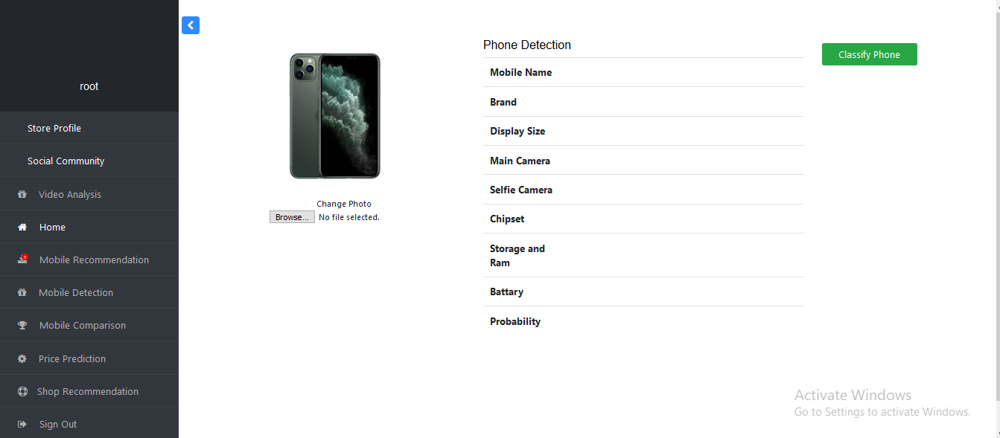 root
Store Profile
Social Community
Video Analysis
Home
Mobile Recommendation
Mobile Detection
Mobile Comparison
Price Prediction
Shop Recommendation
Sign Out
Change Photo
Browse... No file selected.
Phone Detection
Mobile Name
Brand
Display Size
Main Camera
Selfie Camera
Chipset
Storage and
Ram
Battary
Probability
Classify Phone
Activate Windows
Go to Settings to activate Windows.